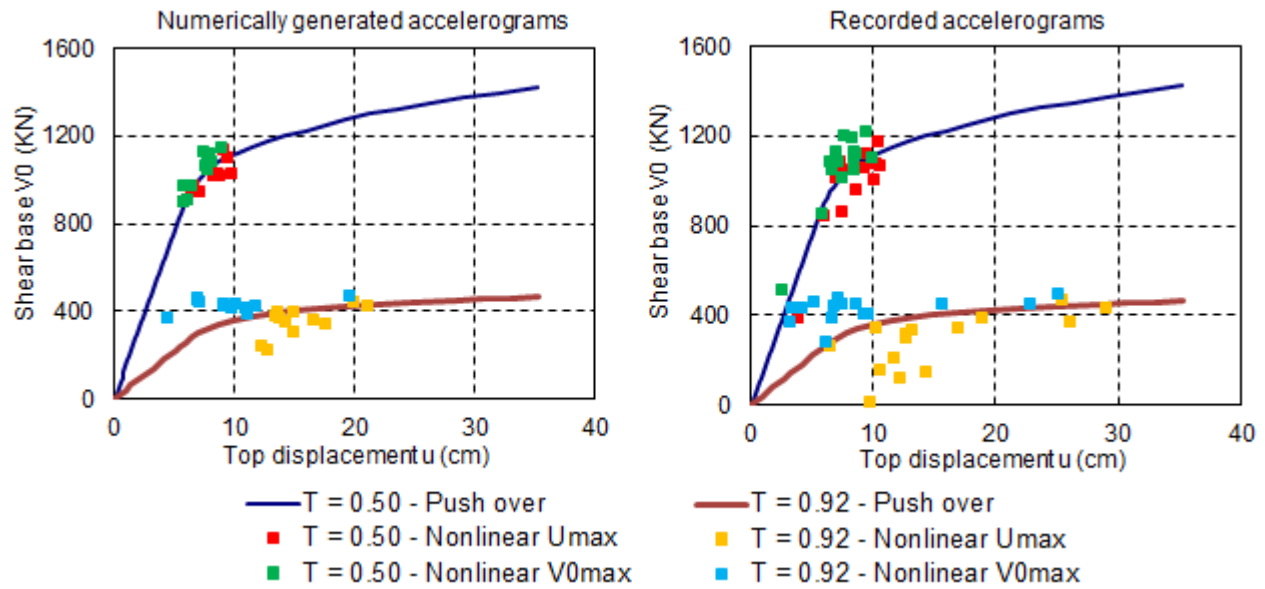 Numerically generated accelerograms
Recorded accelerograms
1600
1200
800
400
0
Shear base V0 (KN)
0 10 20 30 40
Top displacementu (cm)
1600
1200
800
400
0
Shear base V0 (KN)
0 10 20 30 40
Top displacementu (cm)
T = 0.50 - Push over
T = 0.92 - Push over
T = 0.50 - Nonlinear Umax
T = 0.92 - Nonlinear Umax
T = 0.50 - Nonlinear V0max
T = 0.92 - Nonlinear V0max